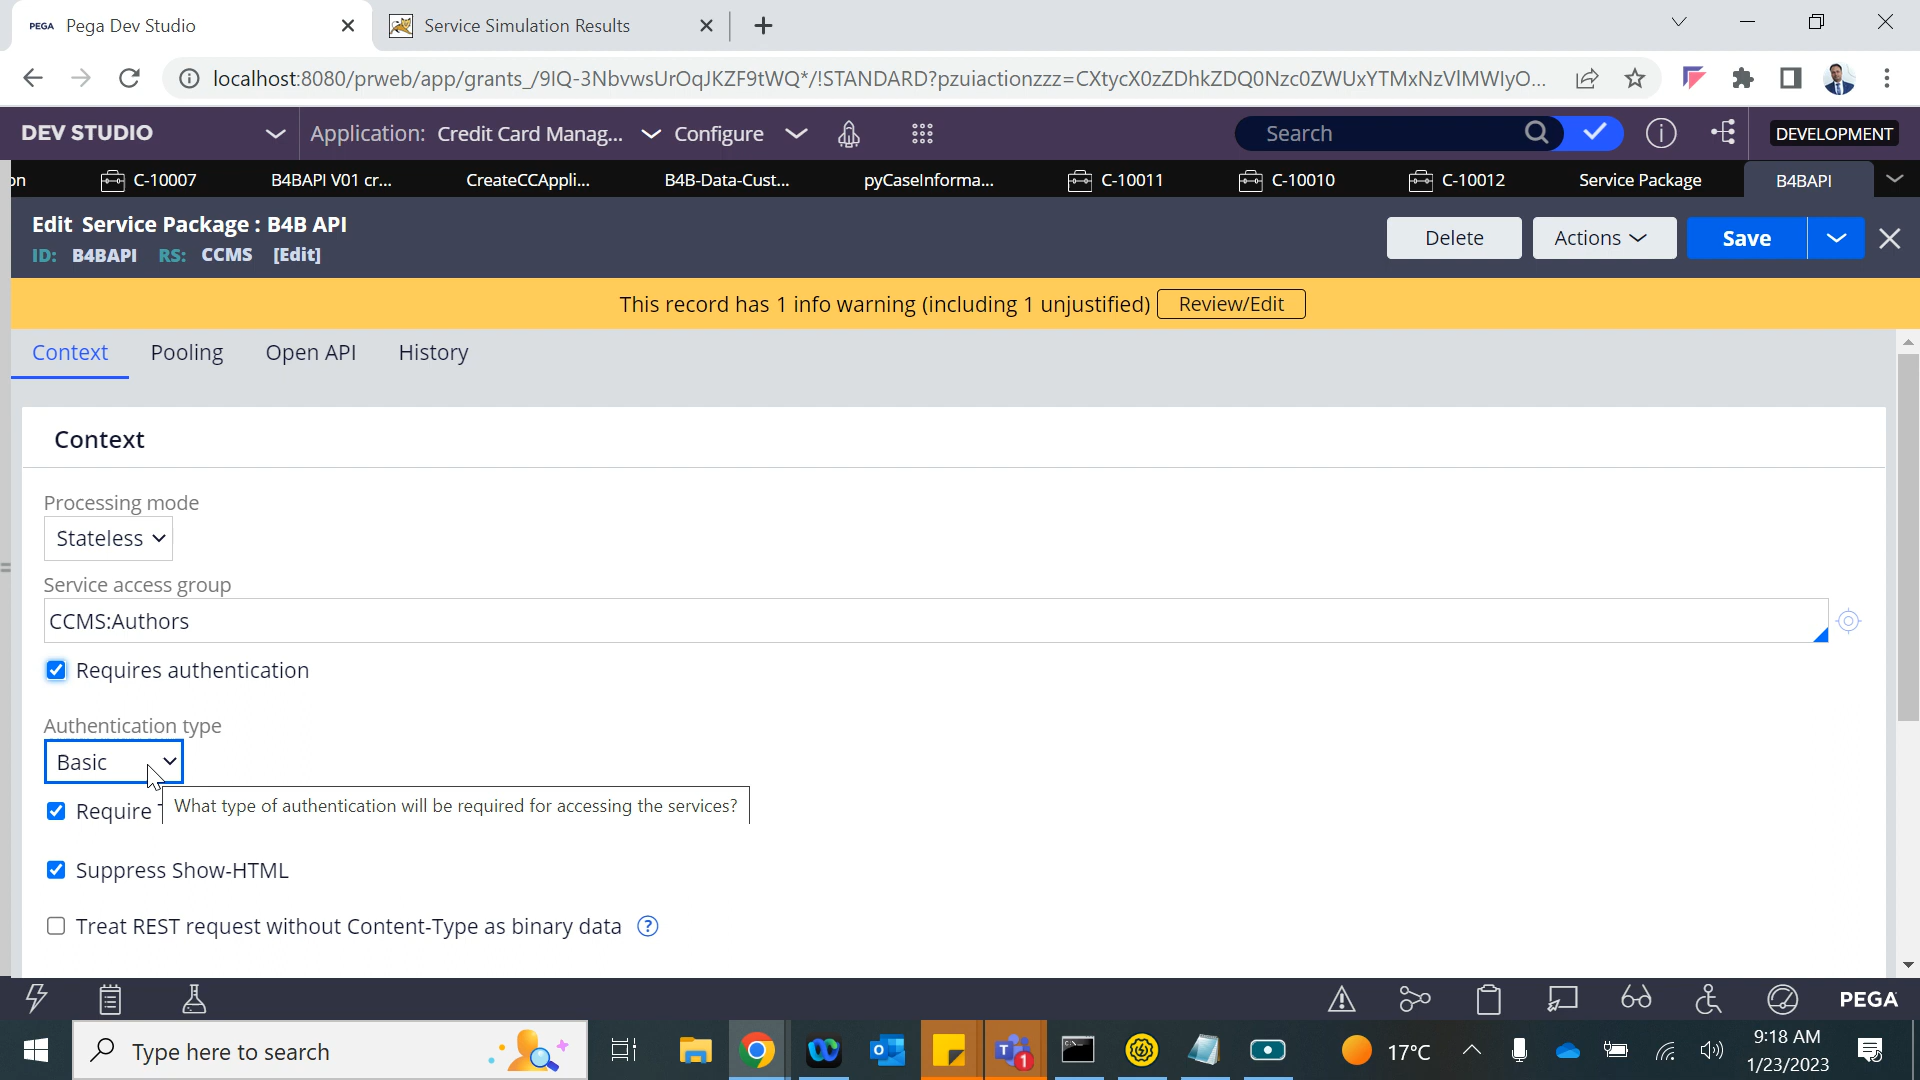 PEGA Pega Dev Studio
Service Simulation Results
localhost:8080/prweb/app/grants_/9IQ-3NbvwsUrOqJKZF9tWQ*/!STANDARD?pzuiactionzzz=CXtycX0zZDhkZDQ0Nzc0ZWUxYTMxNzVlMWIyO...
DEV STUDIO
Application: Credit Card Manag...
Configure
Search
DEVELOPMENT
on
C-10007
B4BAPI V01 cr...
CreateCCAppli...
B4B-Data-Cust...
pyCaseInforma...
C-10011
C-10010
C-10012
Service Package
B4BAPI
Edit Service Package : B4B API
ID: B4BAPI RS: CCMS [Edit]
Delete
Actions
Save
This record has 1 info warning (including 1 unjustified) Review/Edit
Context
Pooling
Open API
History
Context
Processing mode
Stateless
Service access group
CCMS:Authors
Requires authentication
Authentication type
Basic
Require
What type of authentication will be required for accessing the services?
Suppress Show-HTML
Treat REST request without Content-Type as binary data ?
PEGA
Type here to search
1
17°C
9:18 AM
1/23/2023